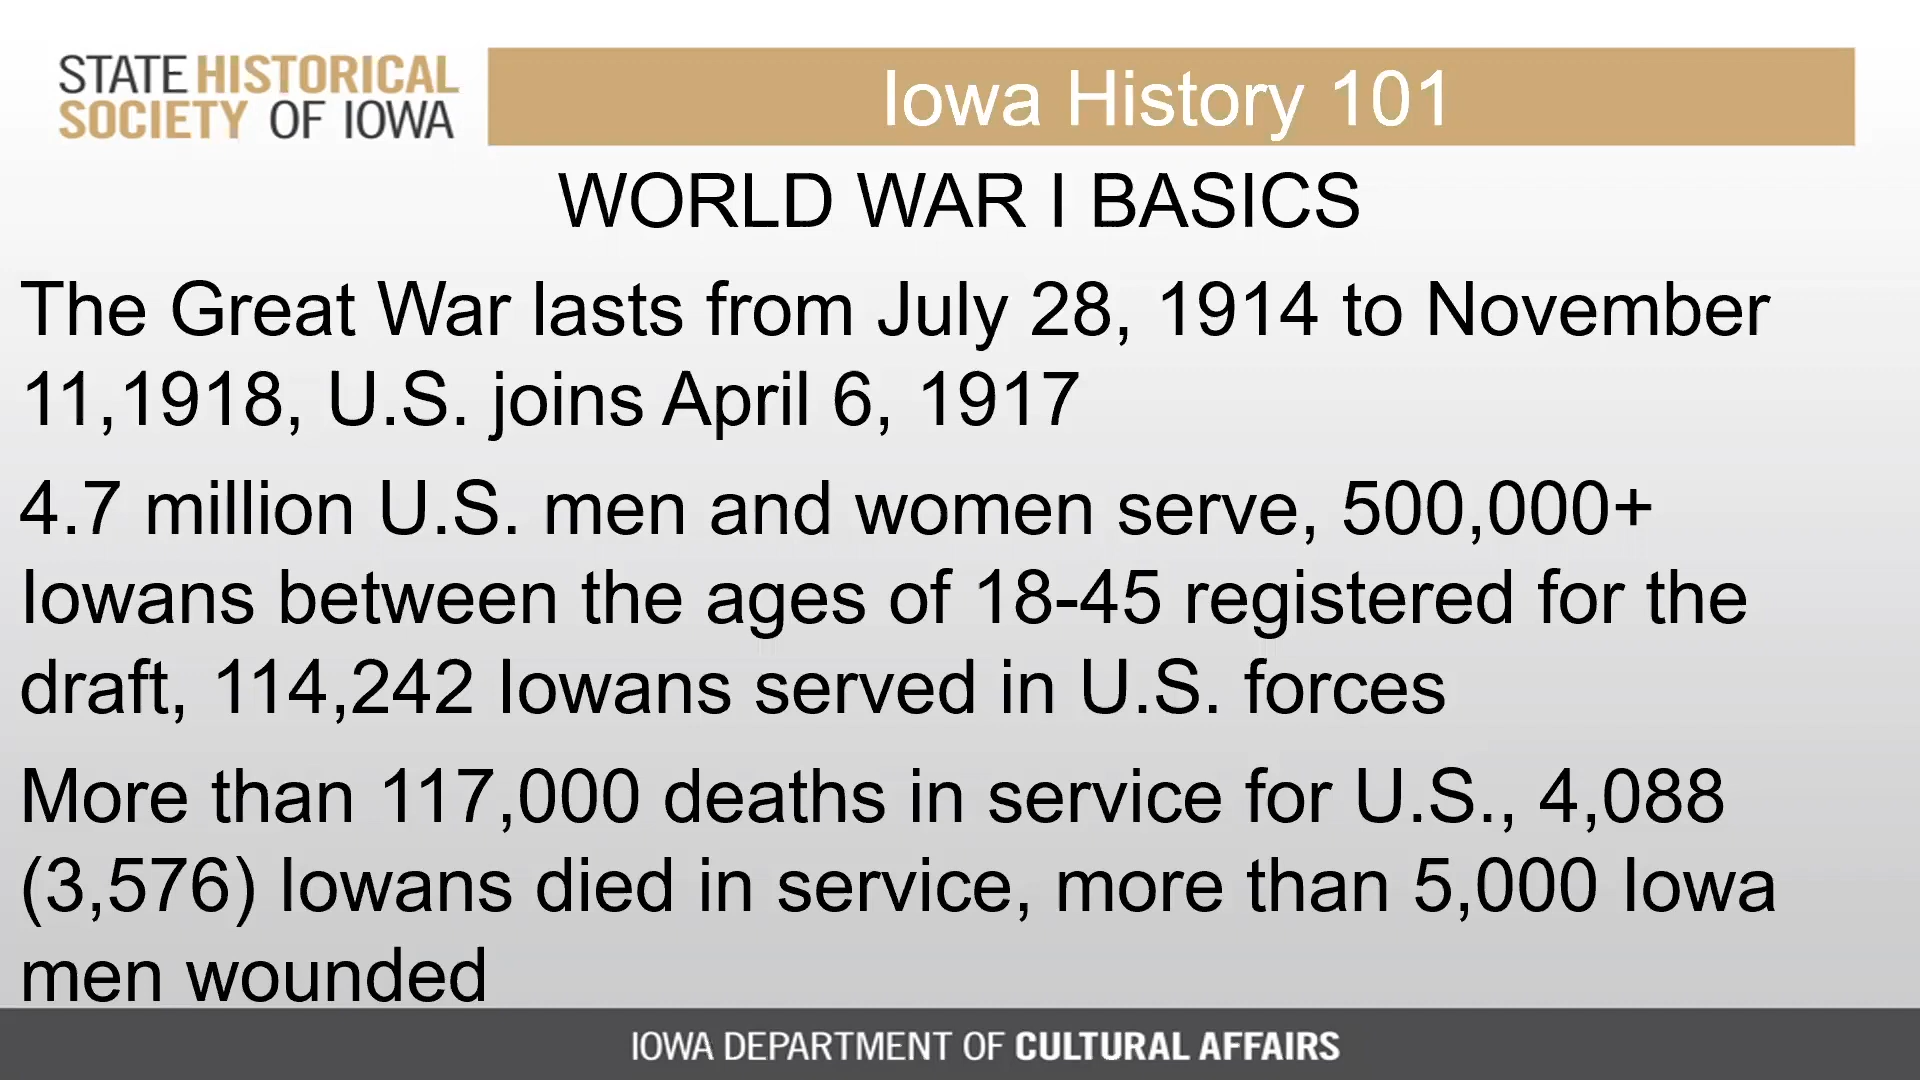 STATE HISTORICAL
SOCIETY OF IOWA
Iowa History 101
WORLD WAR I BASICS
The Great War lasts from July 28, 1914 to November
11,1918, U.S. joins April 6, 1917
4.7 million U.S. men and women serve, 500,000+
Iowans between the ages of 18-45 registered for the
draft, 114,242 Iowans served in U.S. forces
More than 117,000 deaths in service for U.S., 4,088
(3,576) Iowans died in service, more than 5,000 Iowa
men wounded
IOWA DEPARTMENT OF CULTURAL AFFAIRS